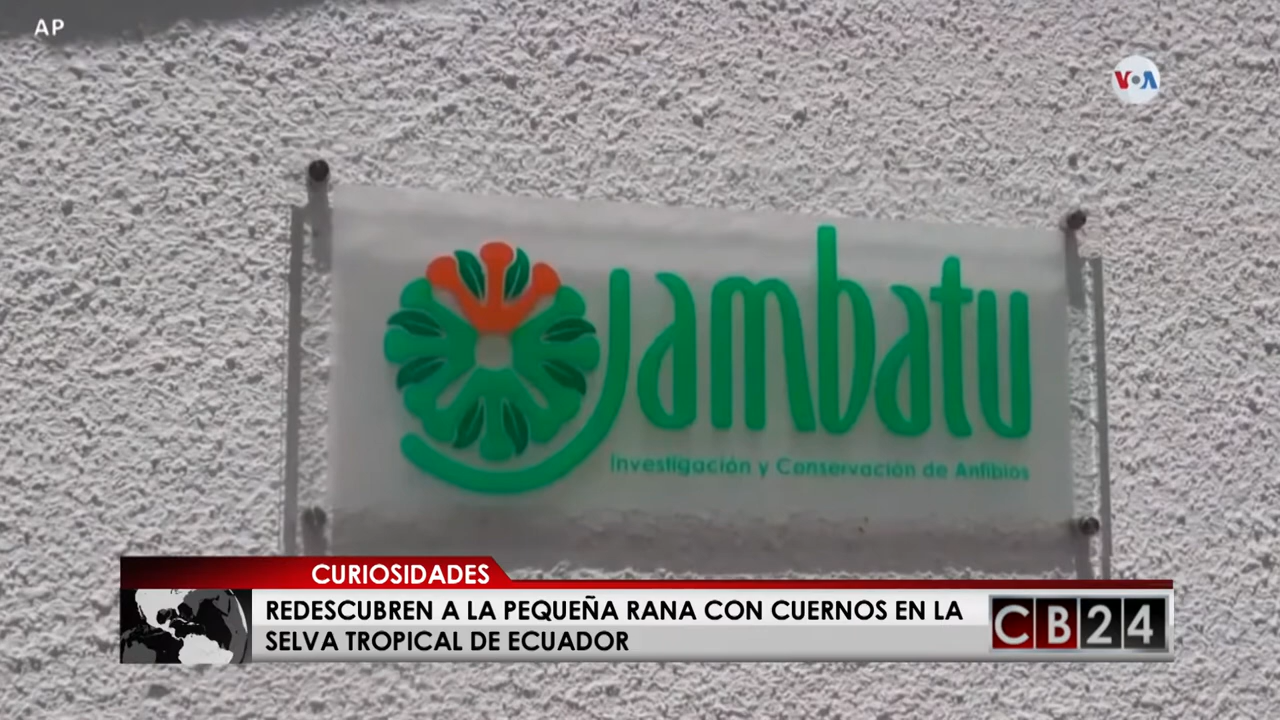 AP
VOA
Jambatu
Investigación y Conservación de Anfibios
CURIOSIDADES
REDESCUBREN A LA PEQUEÑA RANA CON CUERNOS EN LA
SELVA TROPICAL DE ECUADOR
CB24